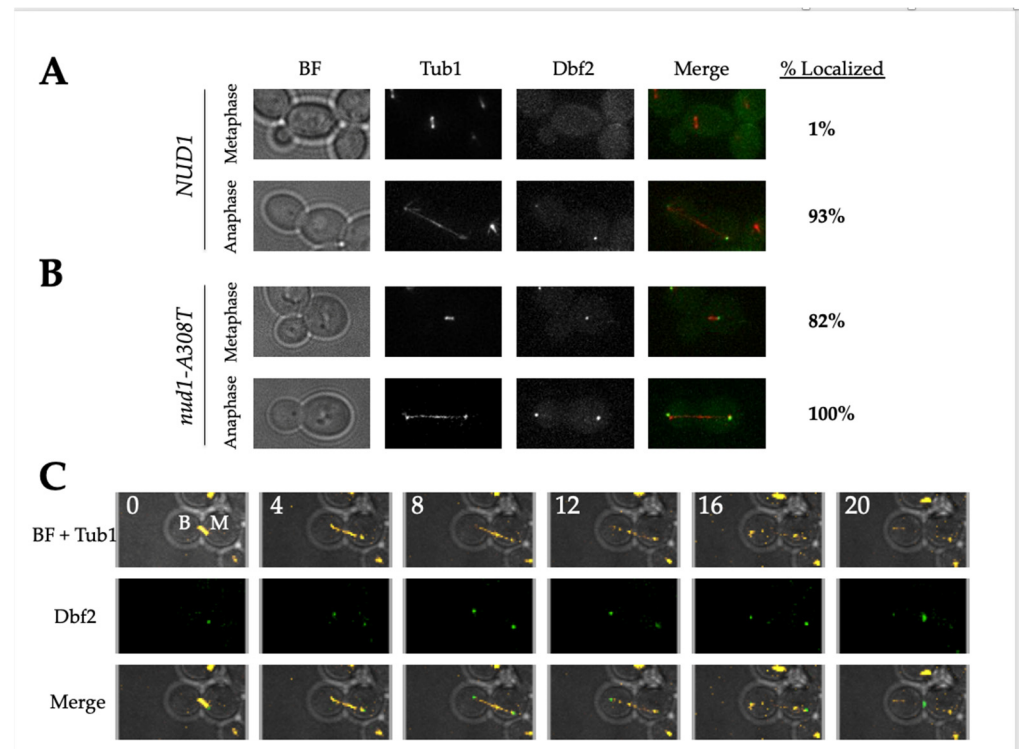 A
BF Tub1 Dbf2 Merge % Localized
NUD1
Metaphase
1%
Anaphase
93%
B
nud1-A308T
Metaphase
82%
Anaphase
100%
C
0 4 8 12 16 20
BF + Tub1
B M
Dbf2
Merge